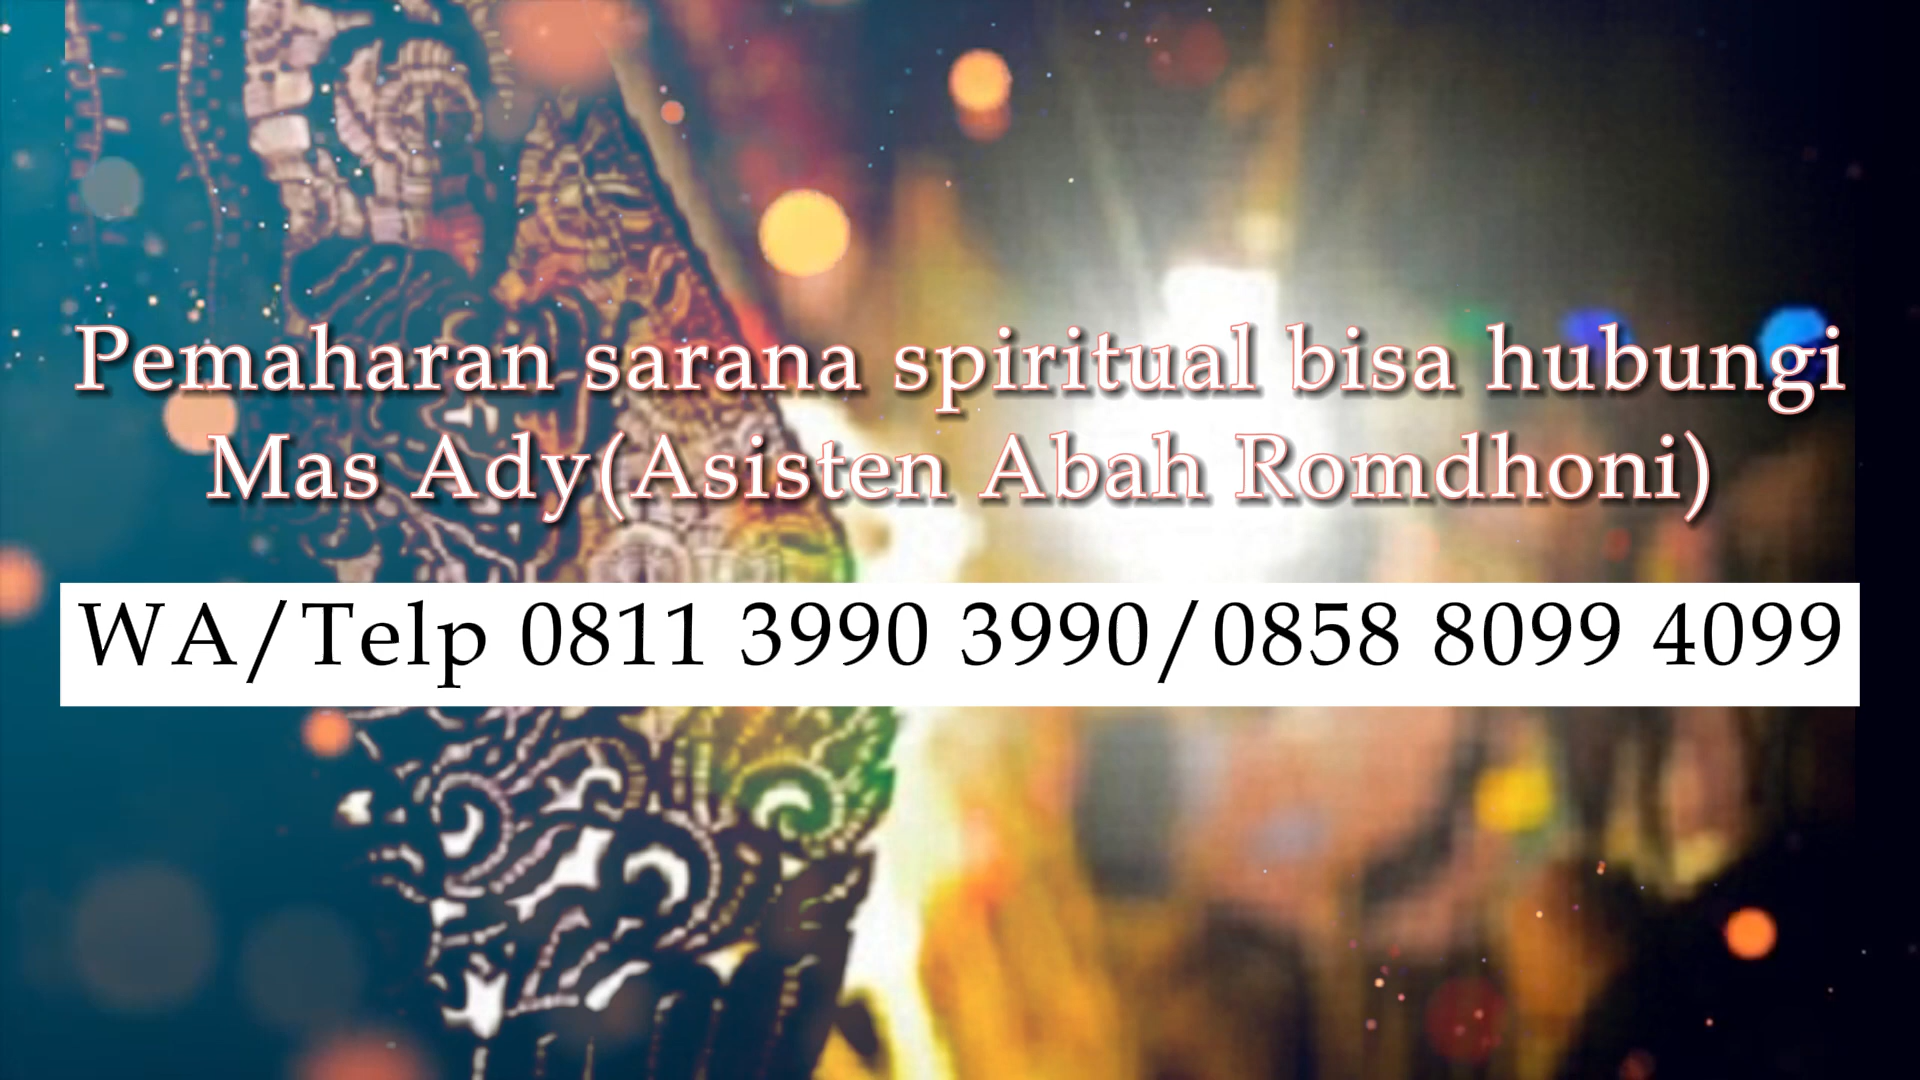 Pemaharan sarana spiritual bisa hubungi
Mas Ady(Asisten Abah Romdhoni)
WA/Telp 0811 3990 3990/0858 8099 4099